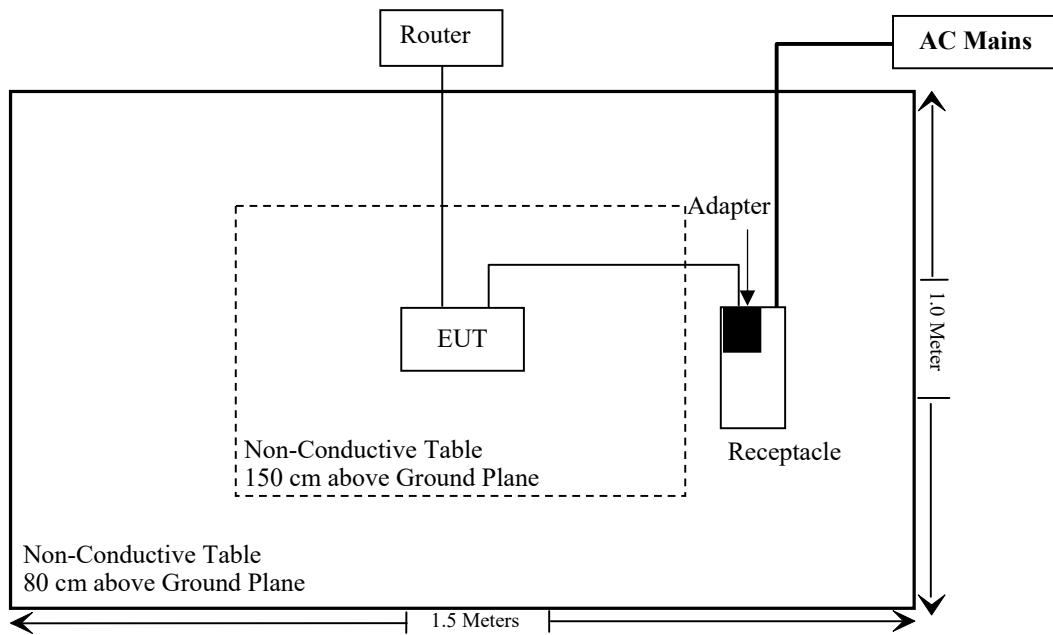 Router
AC Mains
Adapter
EUT
1.0 Meter
Non-Conductive Table
150 cm above Ground Plane
Receptacle
Non-Conductive Table
80 cm above Ground Plane
1.5 Meters